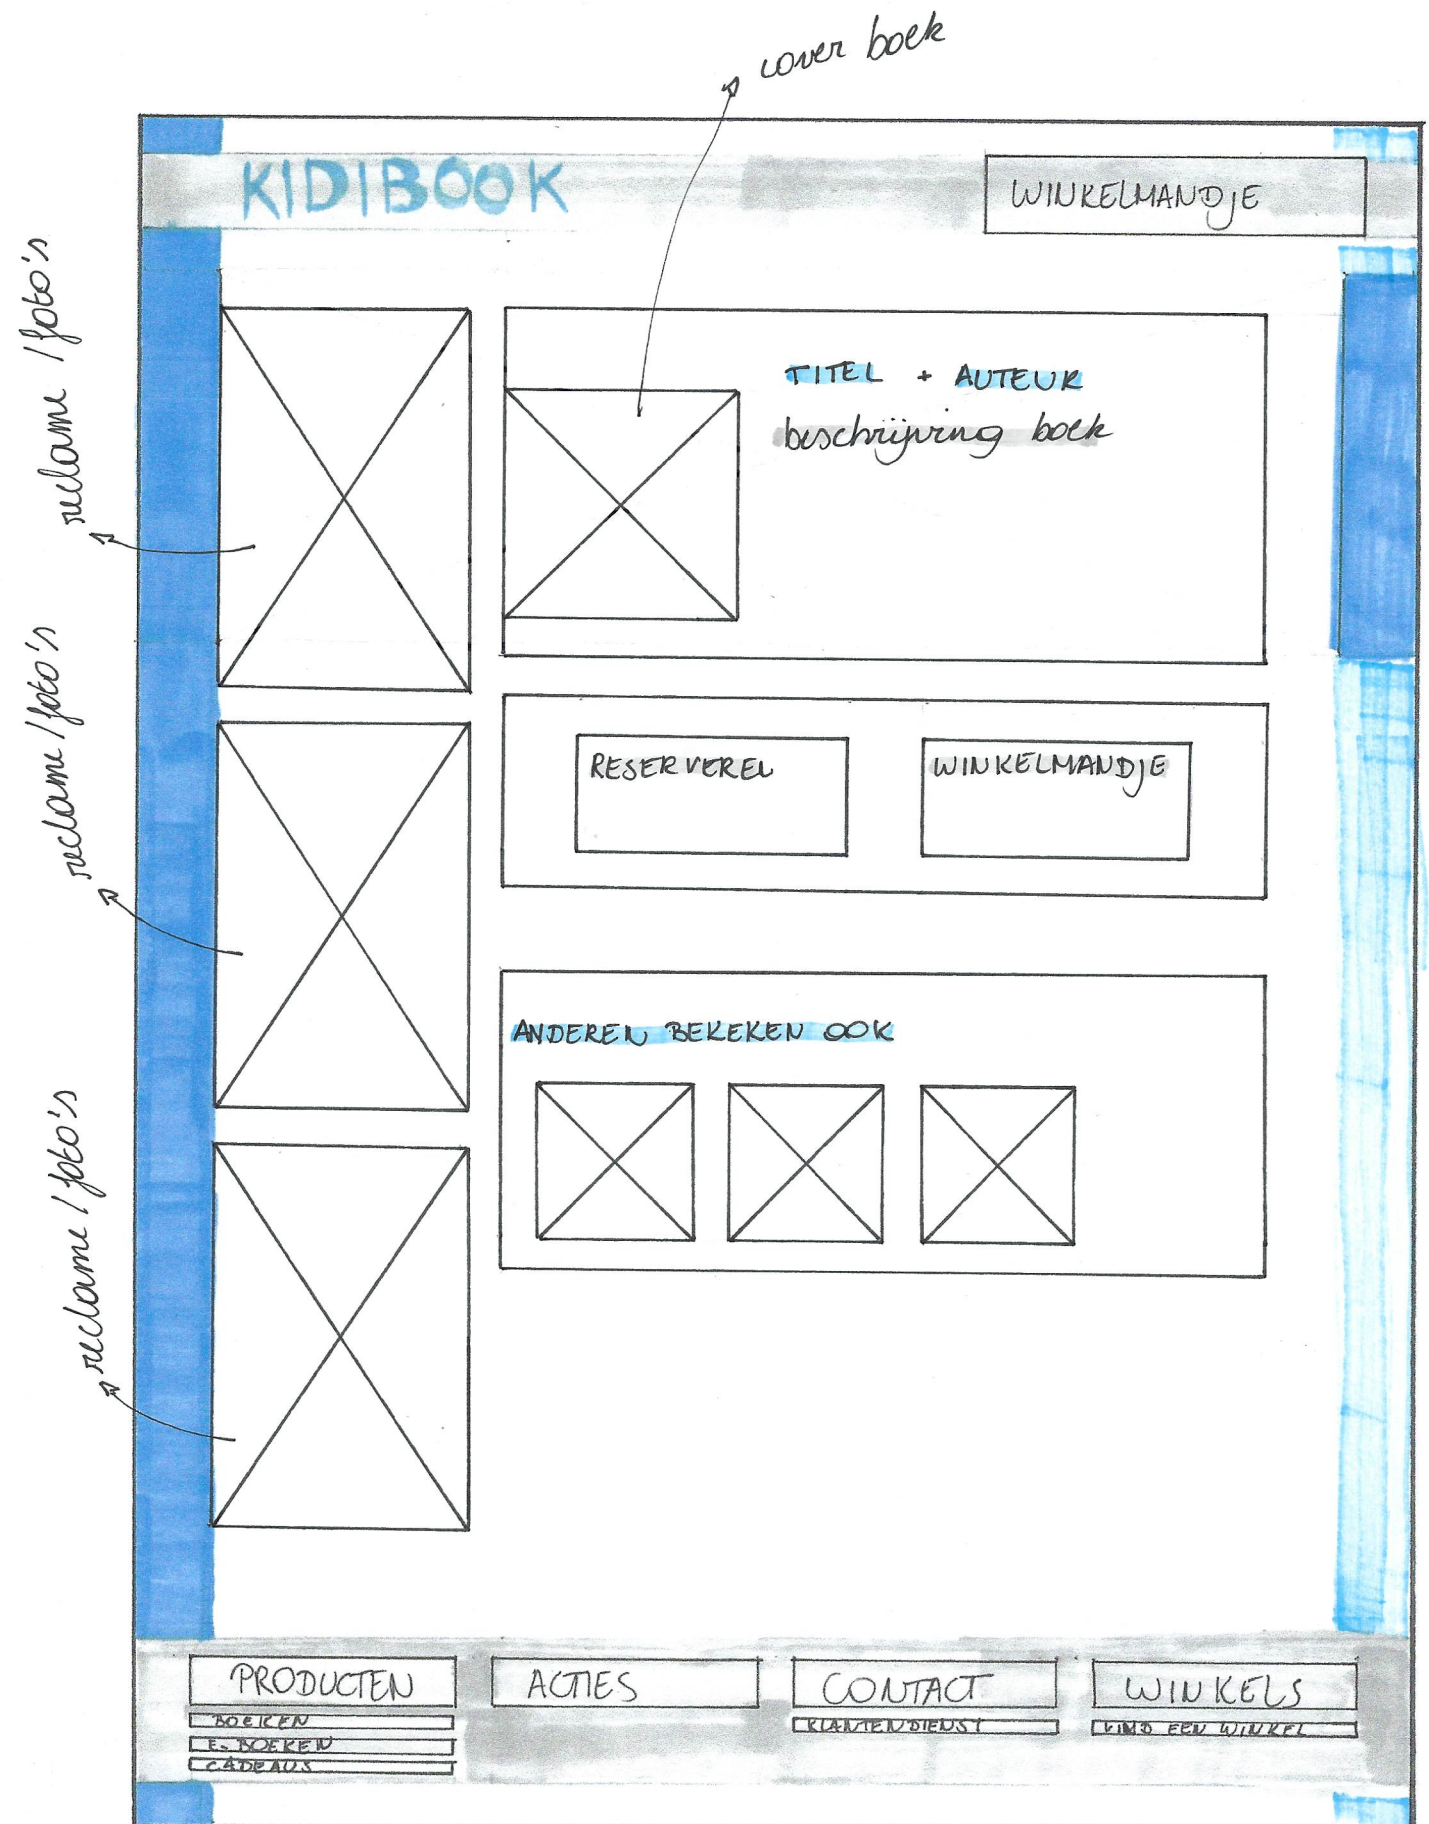 cover boek
KIDIBOOK
WINKELMANDJE
reclame / foto's
TITEL + AUTEUR
beschrijving boek
reclame / foto's
RESERVEREN
WINKELMANDJE
ANDEREN BEKEKEN OOK
reclame / foto's
PRODUCTEN
BOEKEN
E-BOEKEN
CADEAUS
ACTIES
CONTACT
KLANTENDIENST
WINKELS
VIND EEN WINKEL